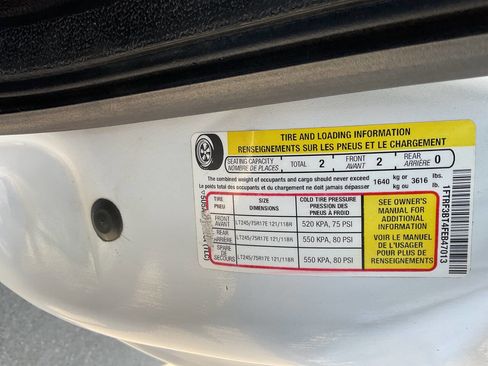 TIRE AND LOADING INFORMATION
RENSEIGNEMENTS SUR LES PNEUS ET LE CHARGEMENT
SEATING CAPACITY
NOMBRE DE PLACES
TOTAL 2
FRONT
AVANT 2
REAR
ARRIÈRE 0
The combined weight of occupants and cargo should never exceed
Le poids total des occupants et du chargement ne doit jamais dépasser
1640 kg or
kg ou
3616 lbs.
lb.
TIRE
PNEU
SIZE
DIMENSIONS
COLD TIRE PRESSURE
PRESSION DES
PNEUS À FROID
FRONT
AVANT
LT245/75R17E 121/118R
520 KPA, 75 PSI
REAR
ARRIÈRE
LT245/75R17E 121/118R
550 KPA, 80 PSI
SPARE
DE
SECOURS
LT245/75R17E 121/118R
550 KPA, 80 PSI
SEE OWNER'S
MANUAL FOR
ADDITIONAL
INFORMATION
VOIR LE MANUEL
DE L'USAGER
POUR PLUS DE
RENSEIGNEMENTS
1F7RF3B74FEB47013